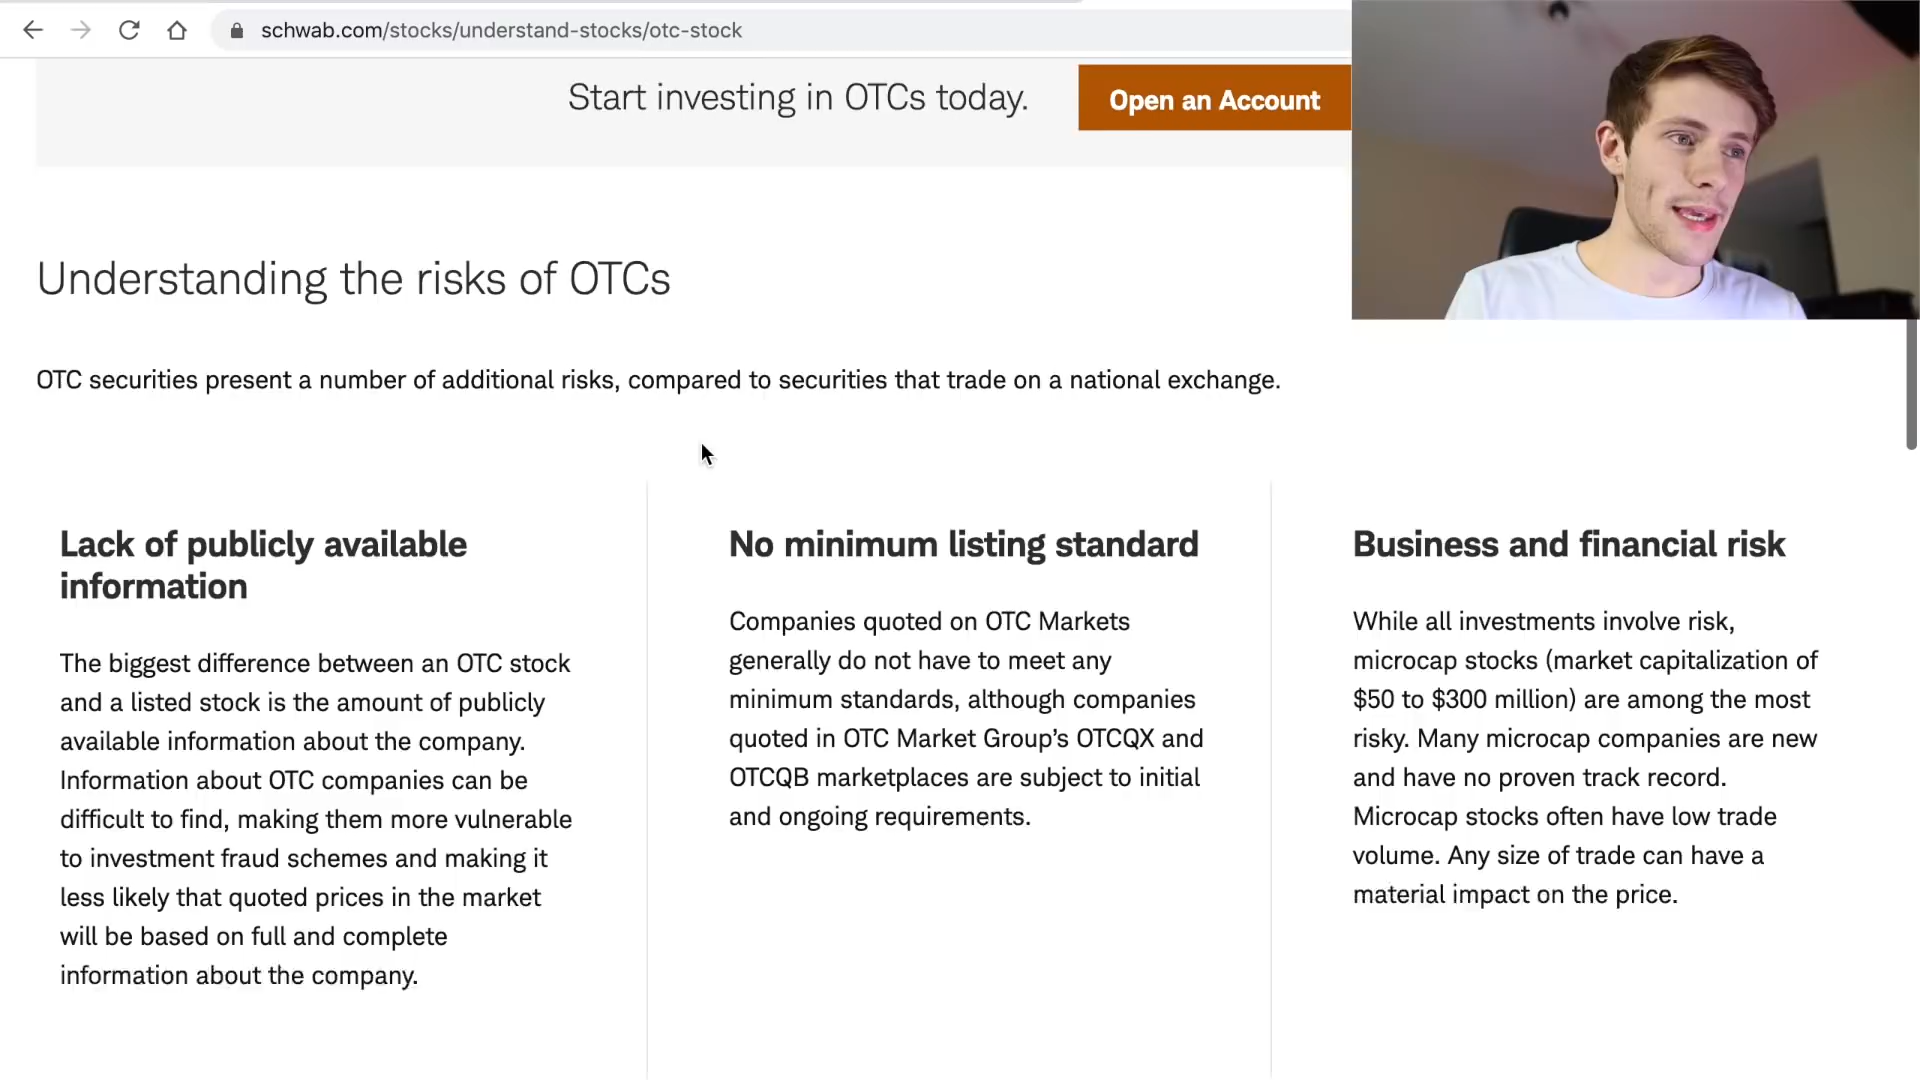 schwab.com/stocks/understand-stocks/otc-stock
Start investing in OTCs today.
Open an Account
Understanding the risks of OTCs
OTC securities present a number of additional risks, compared to securities that trade on a national exchange.
Lack of publicly available
information
The biggest difference between an OTC stock
and a listed stock is the amount of publicly
available information about the company.
Information about OTC companies can be
difficult to find, making them more vulnerable
to investment fraud schemes and making it
less likely that quoted prices in the market
will be based on full and complete
information about the company.
No minimum listing standard
Companies quoted on OTC Markets
generally do not have to meet any
minimum standards, although companies
quoted in OTC Market Group’s OTCQX and
OTCQB marketplaces are subject to initial
and ongoing requirements.
Business and financial risk
While all investments involve risk,
microcap stocks (market capitalization of
$50 to $300 million) are among the most
risky. Many microcap companies are new
and have no proven track record.
Microcap stocks often have low trade
volume. Any size of trade can have a
material impact on the price.